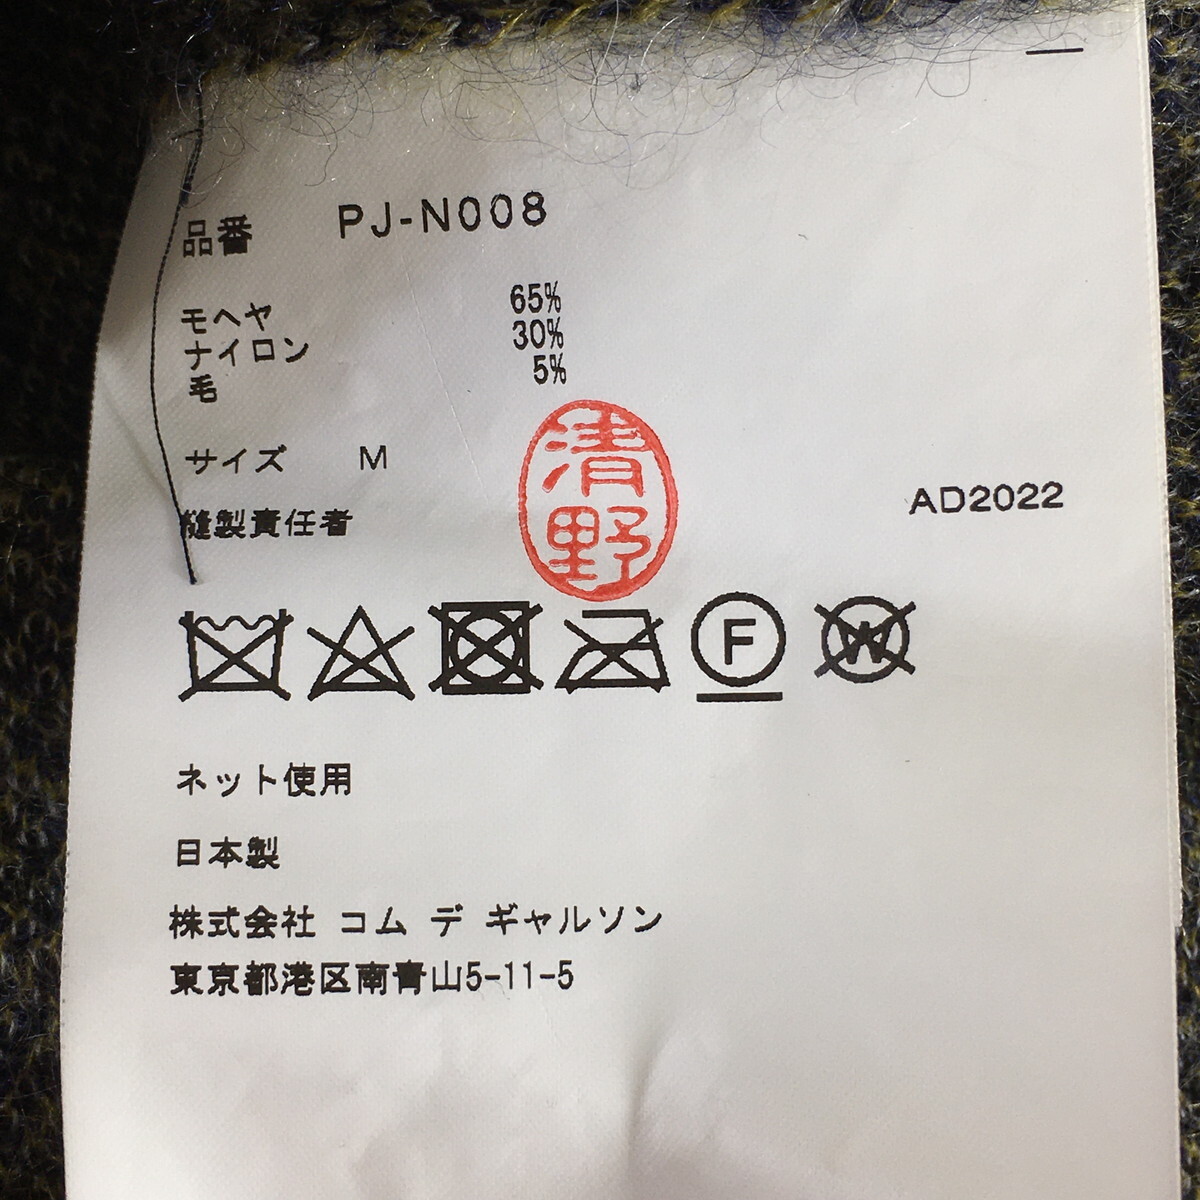 品番 PJ-N008
モヘヤ 65%
ナイロン 30%
毛 5%
サイズ M
清野
縫製責任者
AD2022
F
W
ネット使用
日本製
株式会社 コム デ ギャルソン
東京都港区南青山5-11-5